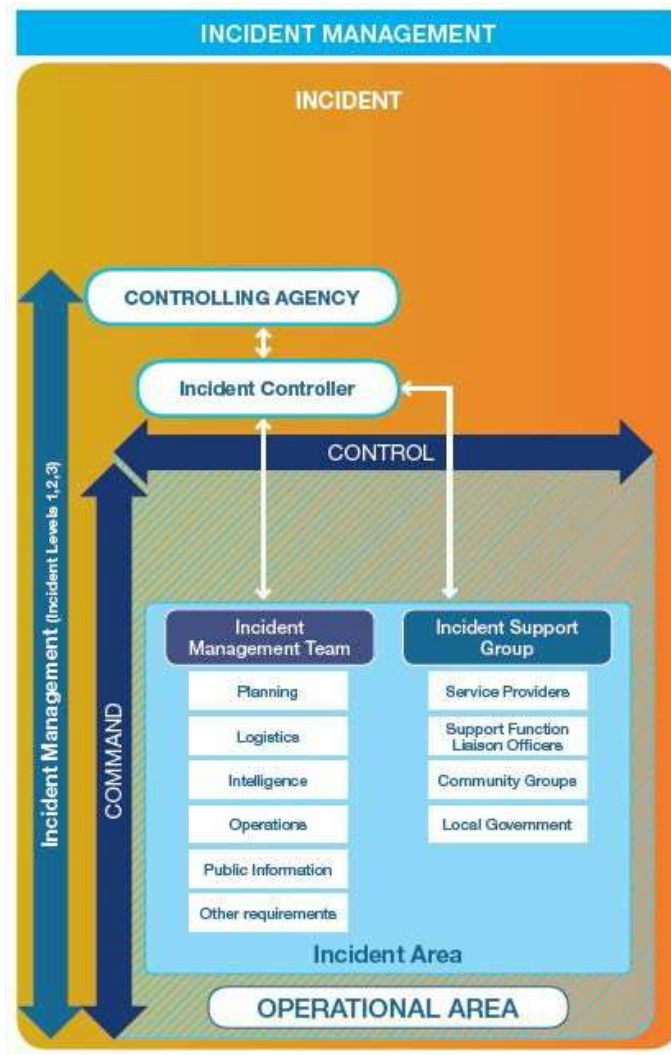 INCIDENT MANAGEMENT
INCIDENT
CONTROLLING AGENCY
Incident Controller
CONTROL
Incident Management (Incident Levels 1,2,3)
COMMAND
Incident
Management Team
Planning
Logistics
Intelligence
Operations
Public Information
Other requirements
Incident Support
Group
Service Providers
Support Function
Liaison Officers
Community Groups
Local Government
Incident Area
OPERATIONAL AREA